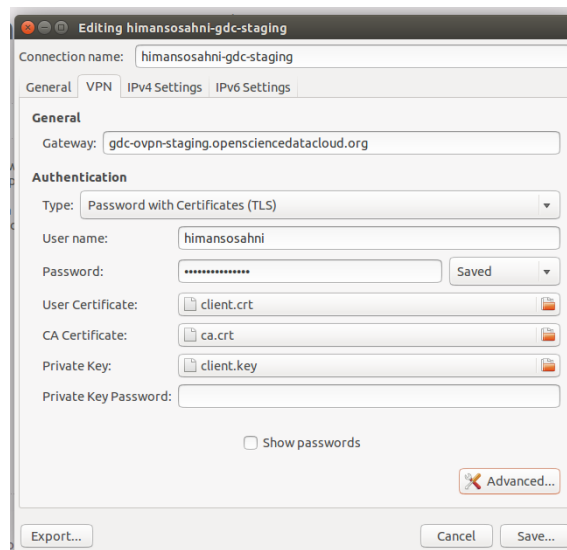 Editing himansosahni-gdc-staging
Connection name: himansosahni-gdc-staging
General VPN IPv4 Settings IPv6 Settings
General
Gateway: gdc-ovpn-staging.opensciencedatacloud.org
Authentication
Type: Password with Certificates (TLS)
User name: himansosahni
Password: ••••••••••••••• Saved
User Certificate: client.crt
CA Certificate: ca.crt
Private Key: client.key
Private Key Password:
Show passwords
Advanced...
Export... Cancel Save...